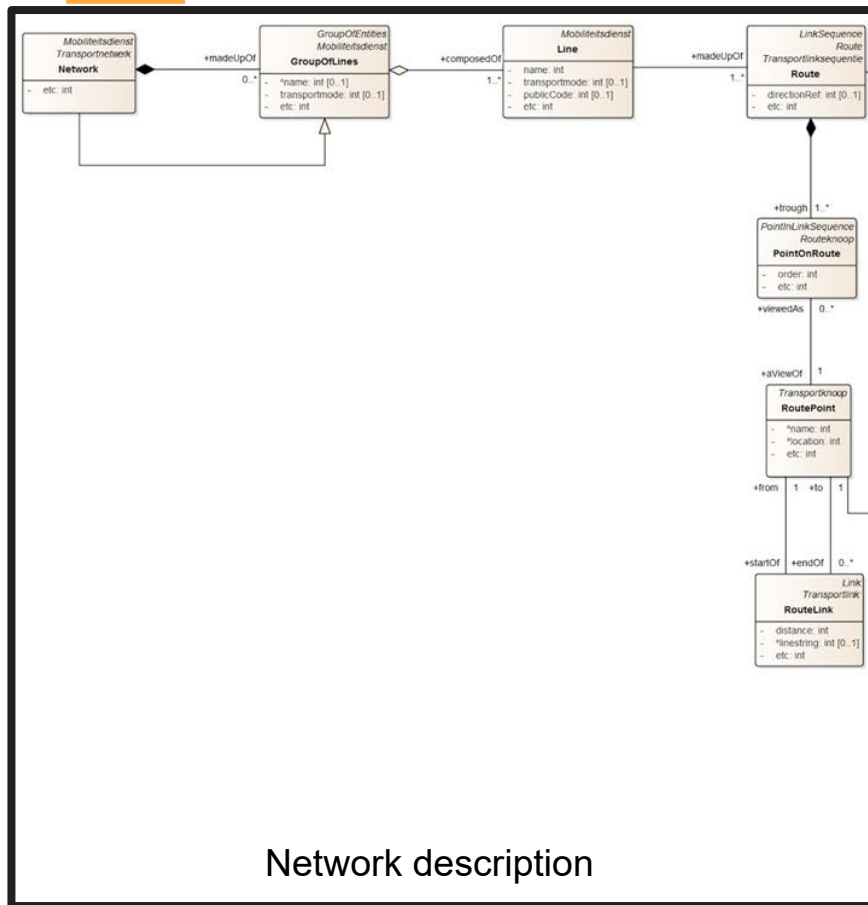 Mobiliteitsdienst
Transportnetwerk
Network
- etc: int
+madeUpOf
0..*
GroupOfEntities
Mobiliteitsdienst
GroupOfLines
- ^name: int [0..1]
- transportmode: int [0..1]
- etc: int
+composedOf
1..*
Mobiliteitsdienst
Line
- name: int
- transportmode: int [0..1]
- publicCode: int [0..1]
- etc: int
+madeUpOf
1..*
LinkSequence
Route
Transportlinksequentie
Route
- directionRef: int [0..1]
- etc: int
+trough 1..*
PointInLinkSequence
Routeknoop
PointOnRoute
- order: int
- etc: int
+viewedAs 0..*
+aViewOf 1
Transportknoop
RoutePoint
- ^name: int
- *location: int
- etc: int
+from 1 +to 1
+startOf +endOf 0..*
Link
Transportlink
RouteLink
- distance: int
- *linestring: int [0..1]
- etc: int
Network description